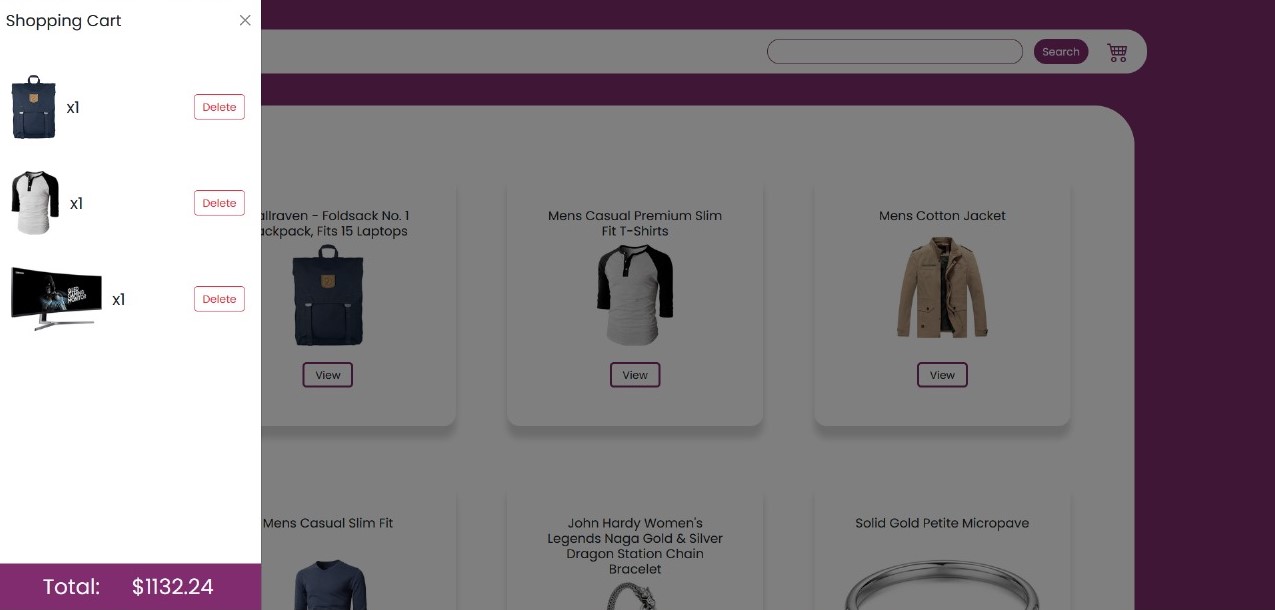 Shopping Cart
x1
Delete
x1
Delete
x1
Delete
Total: $1132.24
Search
allraven - Foldsack No. 1
ackpack, Fits 15 Laptops
View
Mens Casual Premium Slim
Fit T-Shirts
View
Mens Cotton Jacket
View
Mens Casual Slim Fit
John Hardy Women's
Legends Naga Gold & Silver
Dragon Station Chain
Bracelet
Solid Gold Petite Micropave